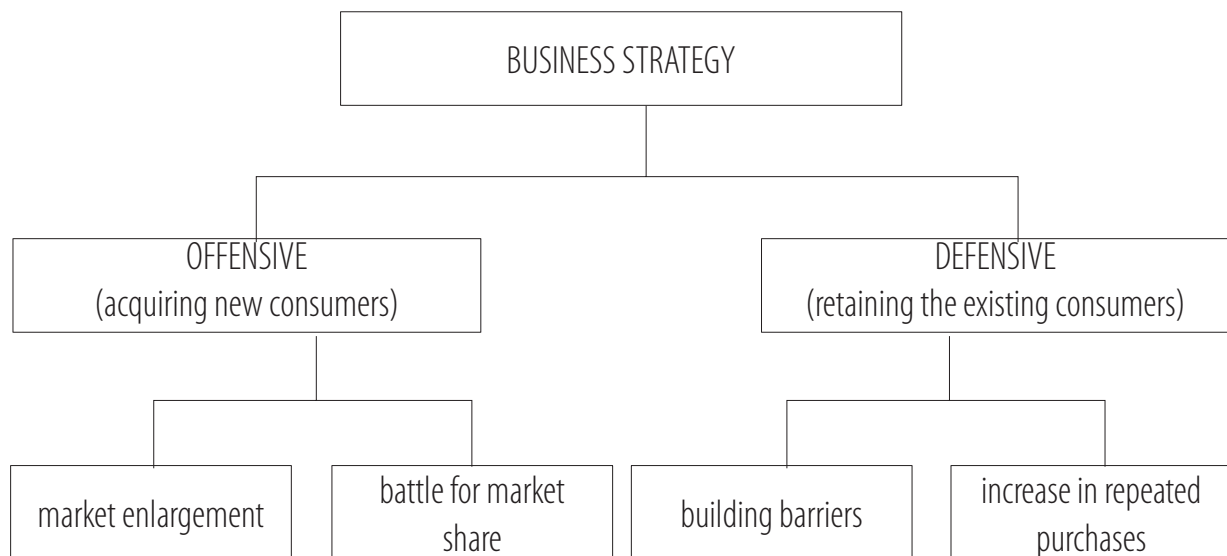 BUSINESS STRATEGY
OFFENSIVE
(acquiring new consumers)
DEFENSIVE
(retaining the existing consumers)
market enlargement
battle for market
share
building barriers
increase in repeated
purchases